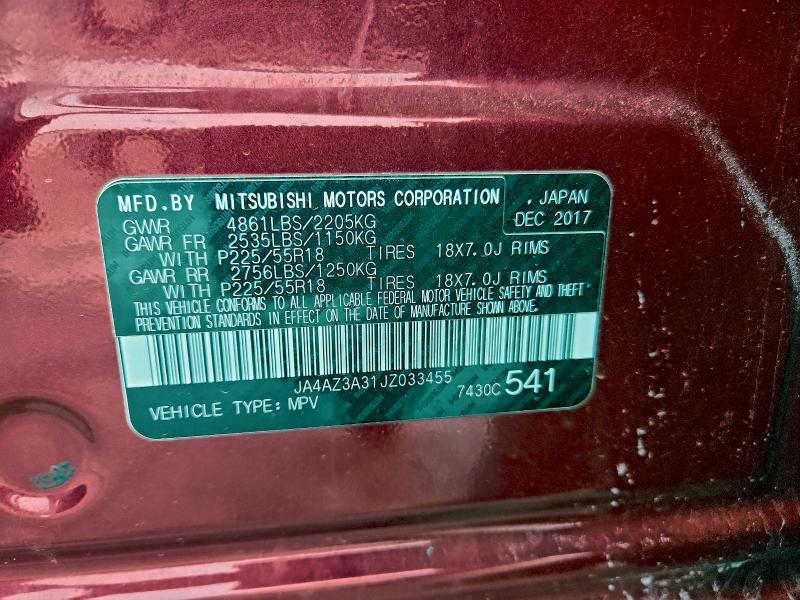 MFD.BY MITSUBISHI MOTORS CORPORATION
. JAPAN
DEC 2017
GVWR 4861LBS/2205KG
GAWR FR 2535LBS/1150KG
WITH P225/55R18 TIRES 18X7.0J RIMS
GAWR RR 2756LBS/1250KG
WITH P225/55R18 TIRES 18X7.0J RIMS
THIS VEHICLE CONFORMS TO ALL APPLICABLE FEDERAL MOTOR VEHICLE SAFETY AND THEFT
PREVENTION STANDARDS IN EFFECT ON THE DATE OF MANUFACTURE SHOWN ABOVE.
JA4AZ3A31JZ033455
7430C 541
VEHICLE TYPE: MPV